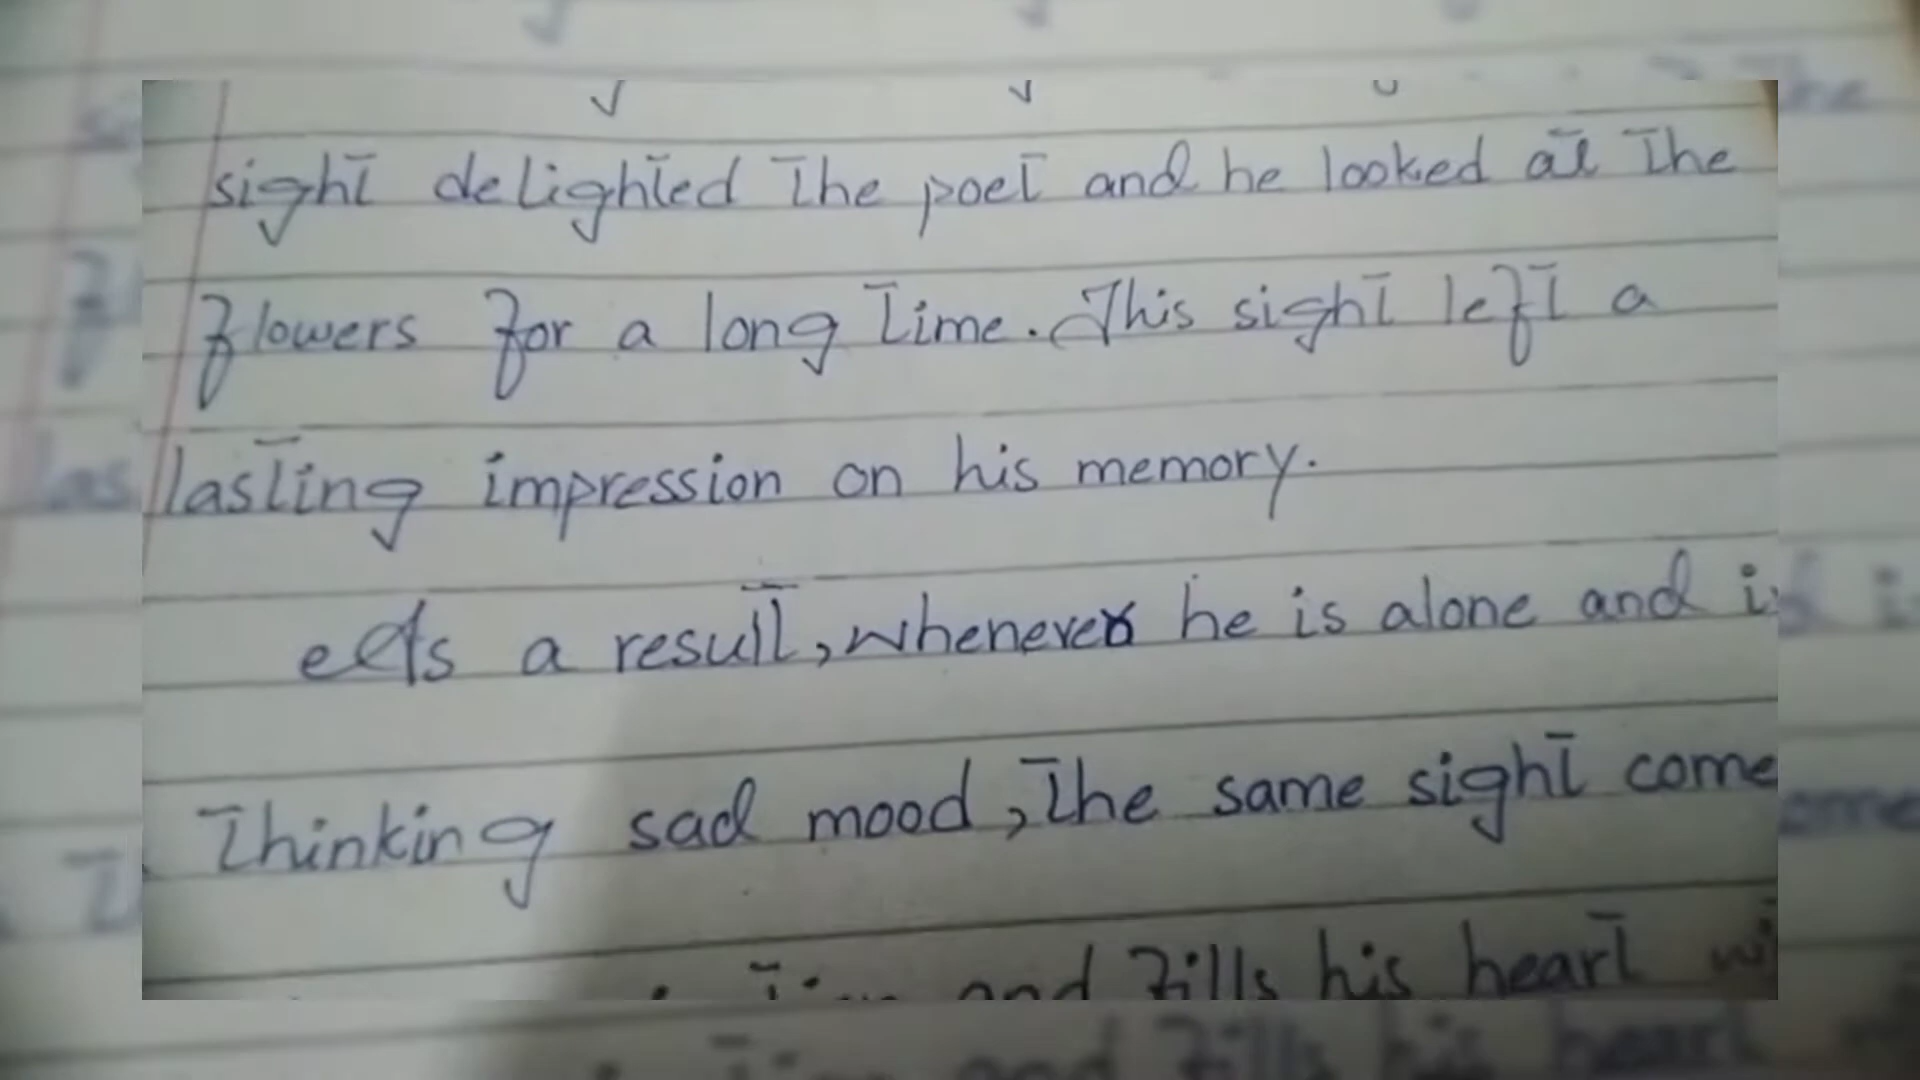 sight delighted the poet and he looked at the
flowers for a long time. This sight left a
lasting impression on his memory.
As a result, whenever he is alone and
thinking sad mood, the same sight come
and fills his heart